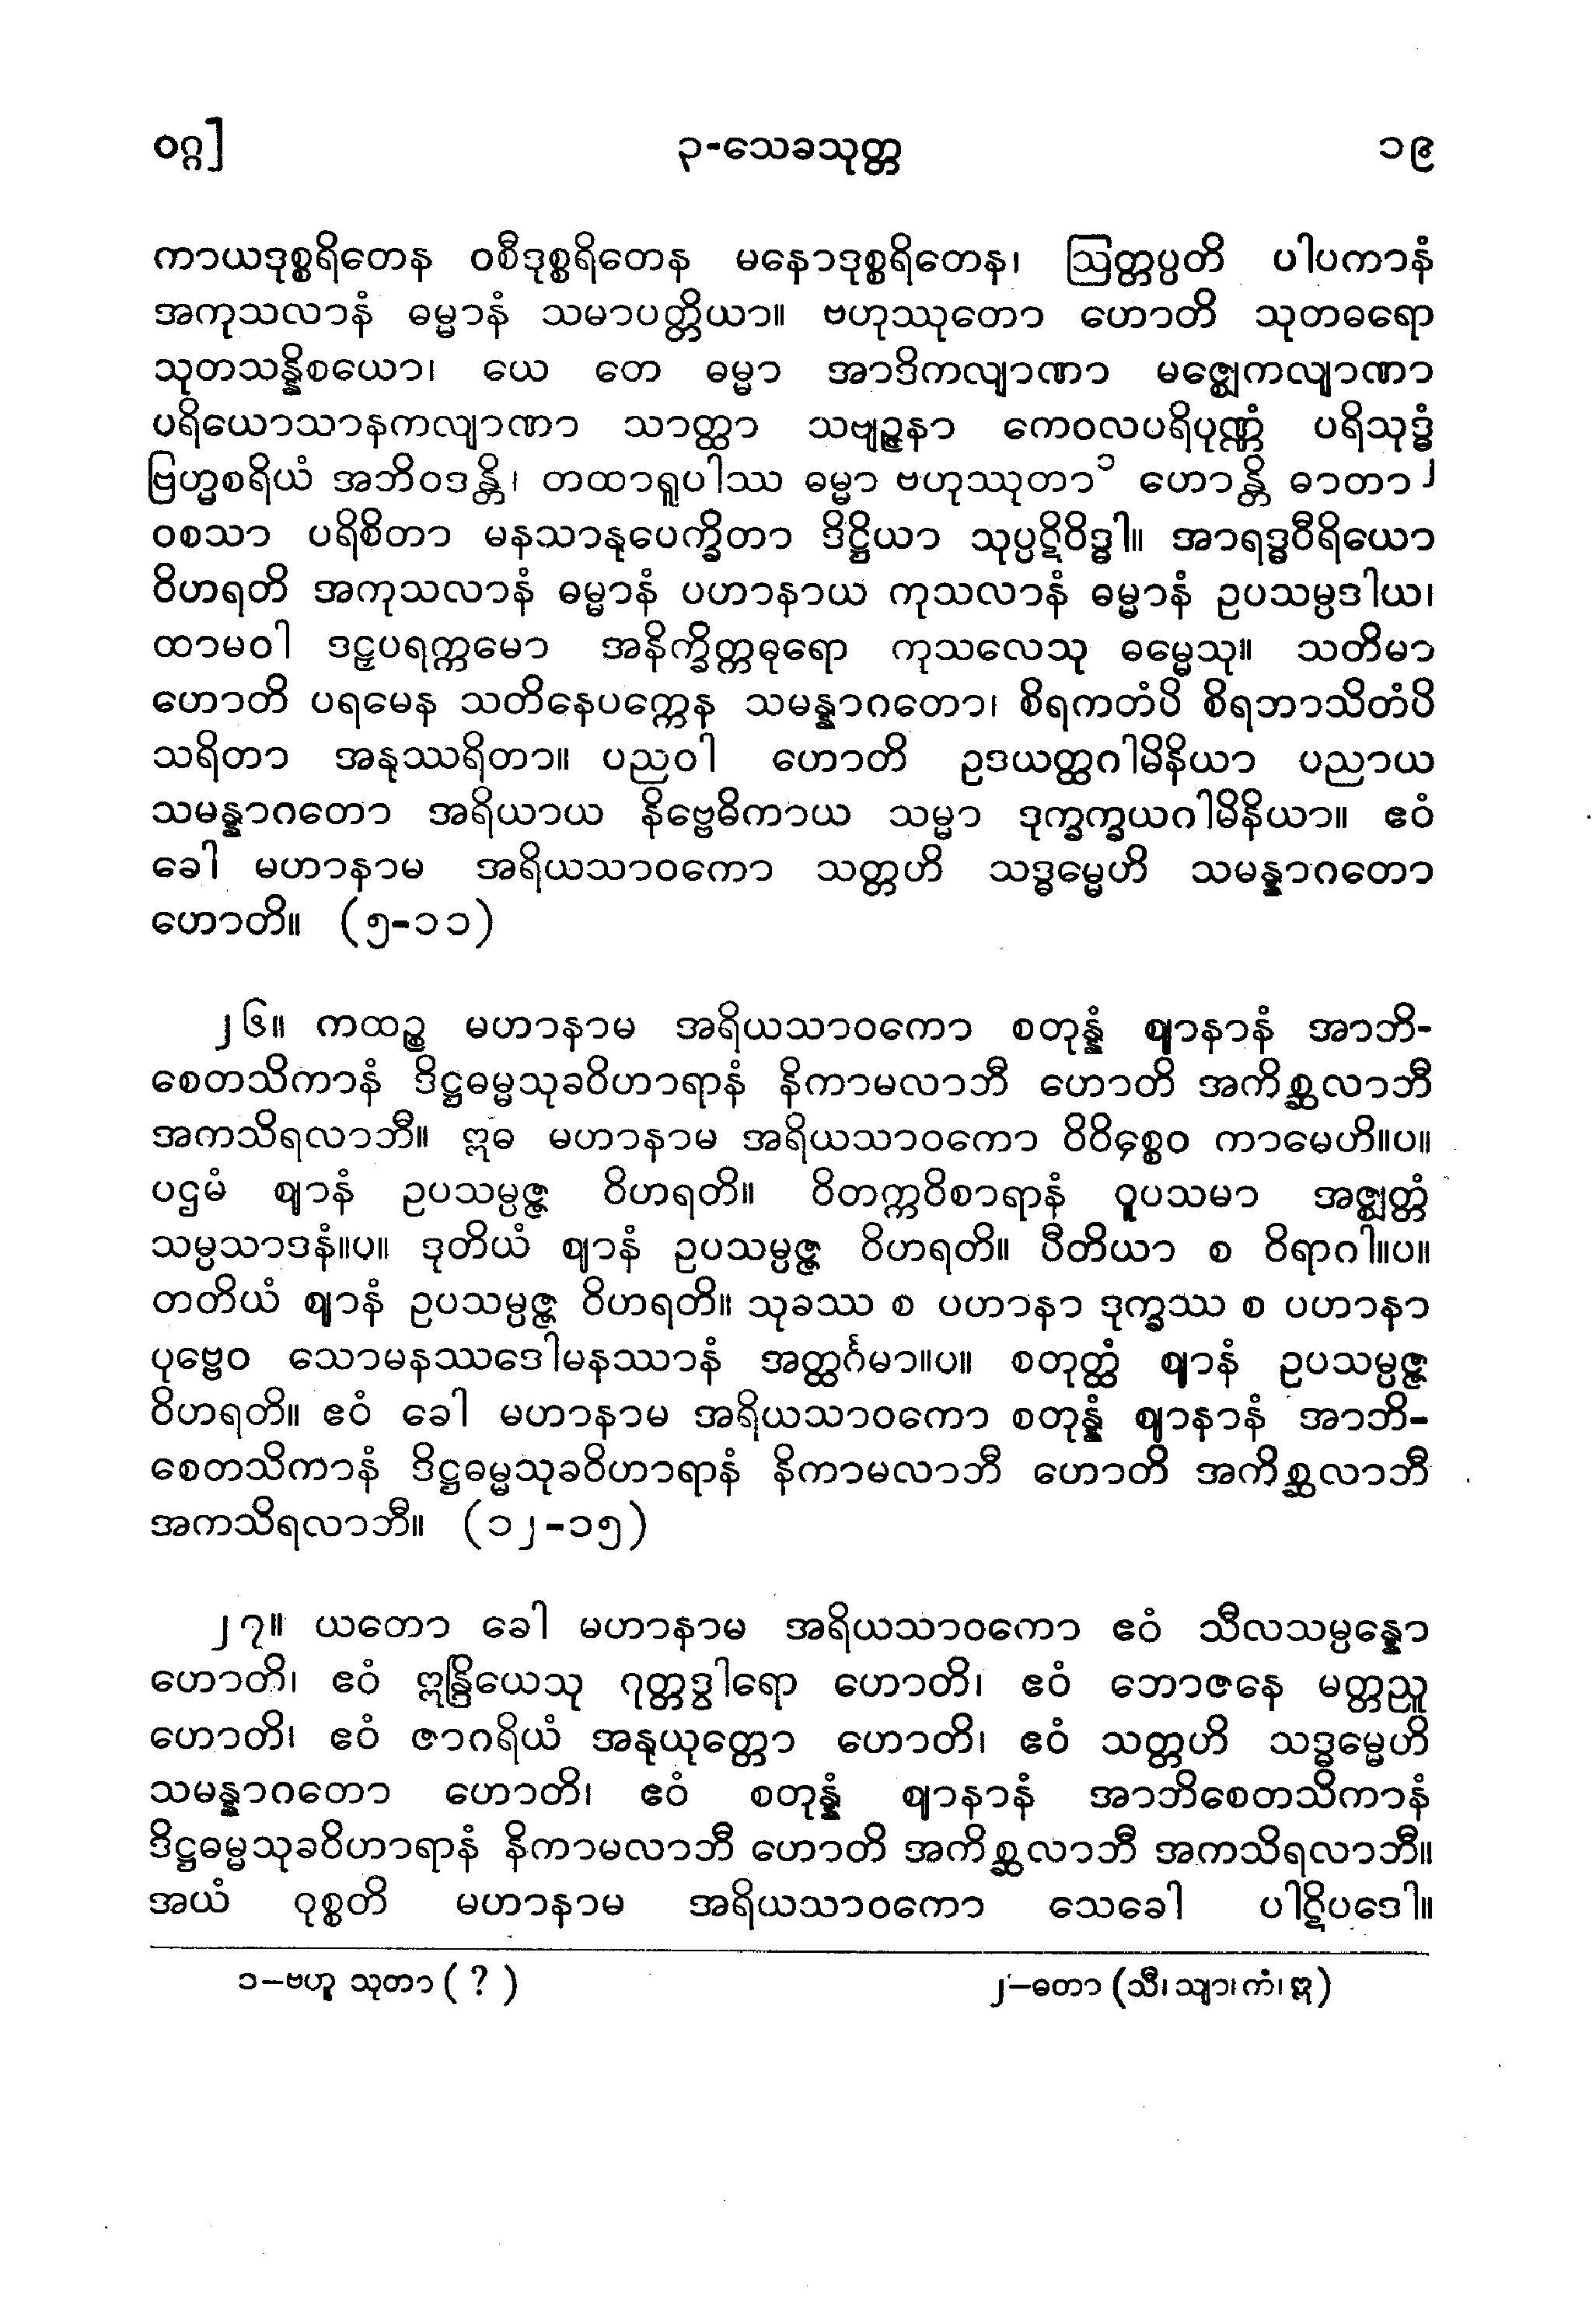 ဝဂ္ဂ] ၃-သေခသုတ္တ ၁၉
ကာယဒုစ္စရိတေန ဝစီဒုစ္စရိတေန မနောဒုစ္စရိတေန၊ ဩတ္တပ္ပတိ ပါပကာနံ
အကုသလာနံ ဓမ္မာနံ သမာပတ္တိယာ။ ဗဟုဿုတော ဟောတိ သုတဓရော
သုတသန္နိစယော၊ ယေ တေ ဓမ္မာ အာဒိကလျာဏာ မဇ္ဈေကလျာဏာ
ပရိယောသာနကလျာဏာ သာတ္ထာ သဗျဉ္ဇနာ ကေဝလပရိပုဏ္ဏံ ပရိသုဒ္ဓံ
ဗြဟ္မစရိယံ အဘိဝဒန္တိ၊ တထာရူပါဿ ဓမ္မာ ဗဟုဿုတာ၁ ဟောန္တိ ဓာတာ၂
ဝစသာ ပရိစိတာ မနသာနုပေက္ခိတာ ဒိဋ္ဌိယာ သုပ္ပဋိဝိဒ္ဓါ။ အာရဒ္ဓဝီရိယော
ဝိဟရတိ အကုသလာနံ ဓမ္မာနံ ပဟာနာယ ကုသလာနံ ဓမ္မာနံ ဥပသမ္ပဒါယ၊
ထာမဝါ ဒဠှပရက္ကမော အနိက္ခိတ္တဓုရော ကုသလေသု ဓမ္မေသု။ သတိမာ
ဟောတိ ပရမေန သတိနေပက္ကေန သမန္နာဂတော၊ စိရကတံပိ စိရဘာသိတံပိ
သရိတာ အနုဿရိတာ။ ပညဝါ ဟောတိ ဥဒယတ္ထဂါမိနိယာ ပညာယ
သမန္နာဂတော အရိယာယ နိဗ္ဗေဓိကာယ သမ္မာ ဒုက္ခက္ခယဂါမိနိယာ။ ဧဝံ
ခေါ မဟာနာမ အရိယသာဝကော သတ္တဟိ သဒ္ဓမ္မေဟိ သမန္နာဂတော
ဟောတိ။ (၅-၁၁)
၂၆။ ကထဉ္စ မဟာနာမ အရိယသာဝကော စတုန္နံ ဈာနာနံ အာဘိ-
စေတသိကာနံ ဒိဋ္ဌဓမ္မသုခဝိဟာရာနံ နိကာမလာဘီ ဟောတိ အကိစ္ဆလာဘီ
အကသိရလာဘီ။ ဣဓ မဟာနာမ အရိယသာဝကော ဝိဝိစ္စေဝ ကာမေဟိ။ပ။
ပဌမံ ဈာနံ ဥပသမ္ပဇ္ဇ ဝိဟရတိ။ ဝိတက္ကဝိစာရာနံ ဝူပသမာ အဇ္ဈတ္တံ
သမ္ပသာဒနံ။ပ။ ဒုတိယံ ဈာနံ ဥပသမ္ပဇ္ဇ ဝိဟရတိ။ ပီတိယာ စ ဝိရာဂါ။ပ။
တတိယံ ဈာနံ ဥပသမ္ပဇ္ဇ ဝိဟရတိ။ သုခဿ စ ပဟာနာ ဒုက္ခဿ စ ပဟာနာ
ပုဗ္ဗေဝ သောမနဿဒေါမနဿာနံ အတ္ထင်္ဂမာ။ပ။ စတုတ္ထံ ဈာနံ ဥပသမ္ပဇ္ဇ
ဝိဟရတိ။ ဧဝံ ခေါ မဟာနာမ အရိယသာဝကော စတုန္နံ ဈာနာနံ အာဘိ-
စေတသိကာနံ ဒိဋ္ဌဓမ္မသုခဝိဟာရာနံ နိကာမလာဘီ ဟောတိ အကိစ္ဆလာဘီ
အကသိရလာဘီ။ (၁၂-၁၅)
၂၇။ ယတော ခေါ မဟာနာမ အရိယသာဝကော ဧဝံ သီလသမ္ပန္နော
ဟောတိ၊ ဧဝံ ဣန္ဒြိယေသု ဂုတ္တဒွါရော ဟောတိ၊ ဧဝံ ဘောဇနေ မတ္တညူ
ဟောတိ၊ ဧဝံ ဇာဂရိယံ အနုယုတ္တော ဟောတိ၊ ဧဝံ သတ္တဟိ သဒ္ဓမ္မေဟိ
သမန္နာဂတော ဟောတိ၊ ဧဝံ စတုန္နံ ဈာနာနံ အာဘိစေတသိကာနံ
ဒိဋ္ဌဓမ္မသုခဝိဟာရာနံ နိကာမလာဘီ ဟောတိ အကိစ္ဆလာဘီ အကသိရလာဘီ။
အယံ ဝုစ္စတိ မဟာနာမ အရိယသာဝကော သေခေါ ပါဋိပဒေါ။
၁–ဗဟူ သုတာ (?) ၂–ဓတာ (သီ၊ သျာ၊ ကံ၊ ဣ)